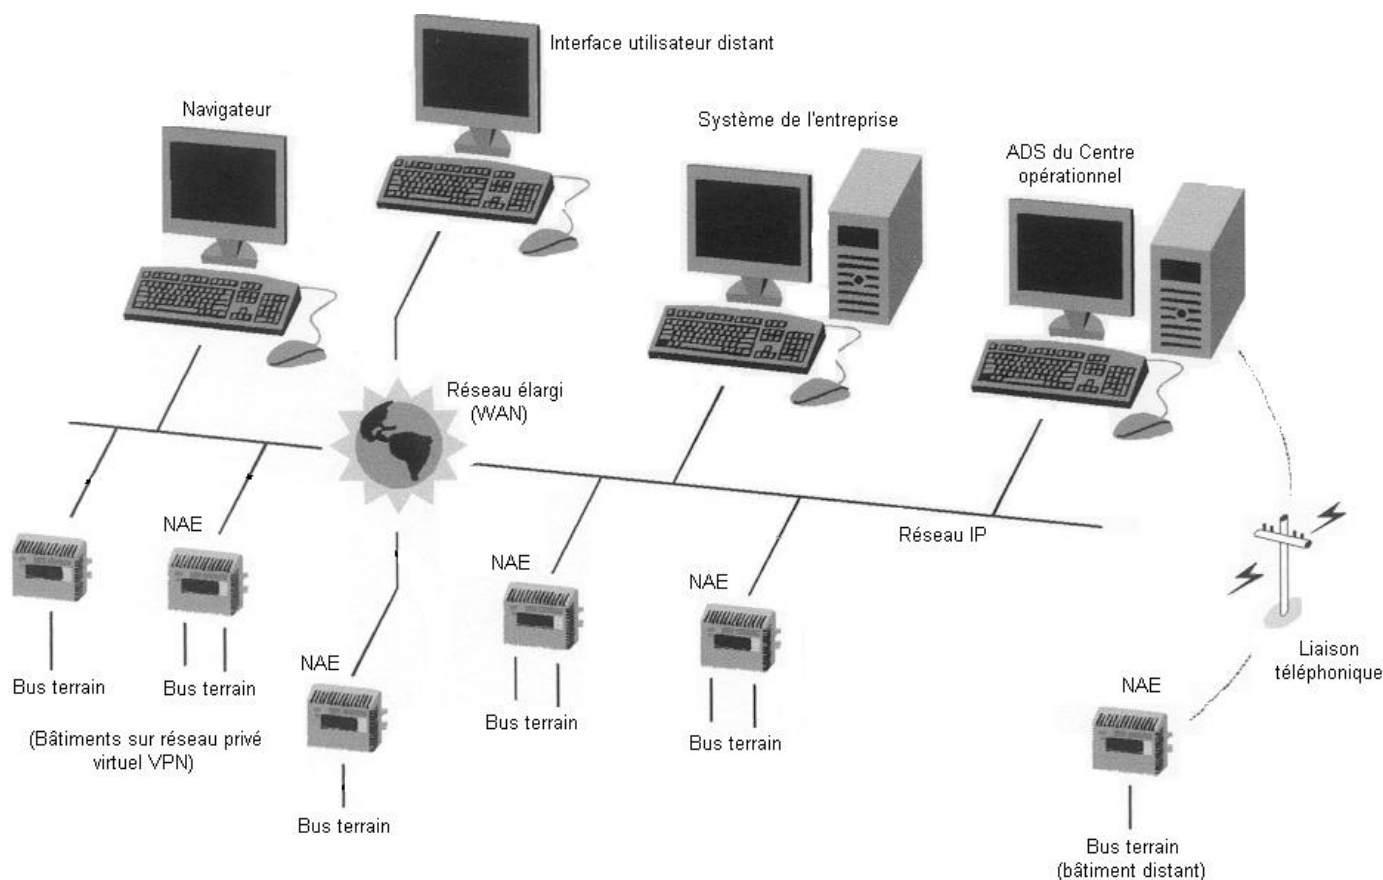 Interface utilisateur distant
Navigateur
Système de l'entreprise
ADS du Centre
opérationnel
Réseau élargi
(WAN)
Réseau IP
NAE
NAE
NAE
NAE
NAE
Liaison
téléphonique
Bus terrain
Bus terrain
Bus terrain
Bus terrain
(Bâtiments sur réseau privé
virtuel VPN)
Bus terrain
Bus terrain
(bâtiment distant)